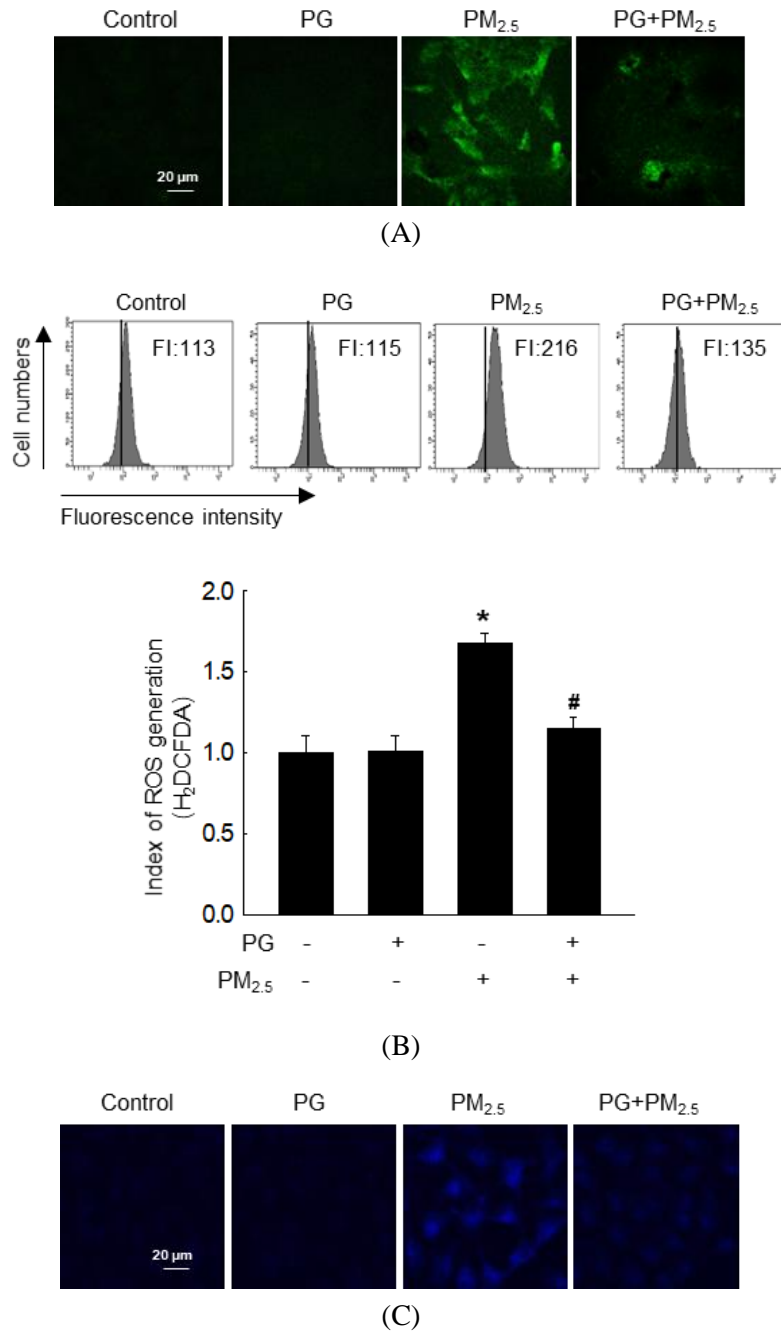 Control PG PM2.5 PG+PM2.5
20 µm
(A)
Control PG PM2.5 PG+PM2.5
FI:113 FI:115 FI:216 FI:135
Cell numbers
Fluorescence intensity
2.0
1.5
1.0
0.5
0.0
Index of ROS generation
(H2DCFDA)
*
#
PG - + - +
PM2.5 - - + +
(B)
Control PG PM2.5 PG+PM2.5
20 µm
(C)